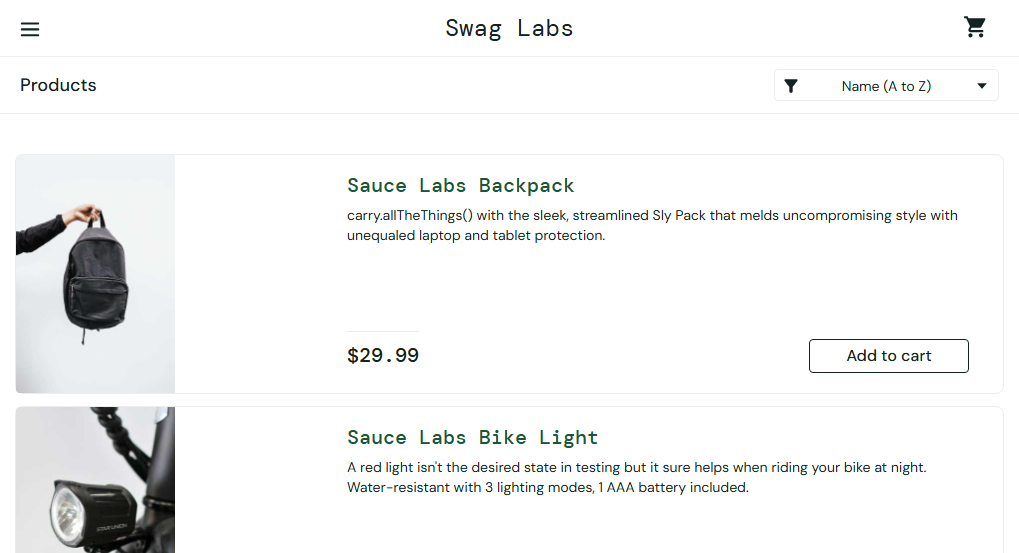 Swag Labs
Products
Name (A to Z)
Sauce Labs Backpack
carry.allTheThings() with the sleek, streamlined Sly Pack that melds uncompromising style with
unequaled laptop and tablet protection.
$29.99
Add to cart
Sauce Labs Bike Light
A red light isn't the desired state in testing but it sure helps when riding your bike at night.
Water-resistant with 3 lighting modes, 1 AAA battery included.